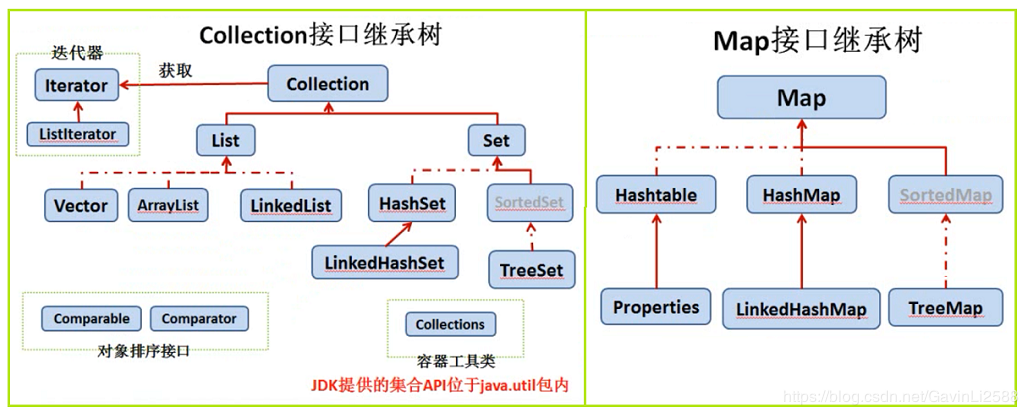 Collection接口继承树
迭代器
Iterator
获取
Collection
ListIterator
List
Set
Vector
ArrayList
LinkedList
HashSet
SortedSet
LinkedHashSet
TreeSet
Comparable
Comparator
对象排序接口
Collections
容器工具类
JDK提供的集合API位于java.util包内
Map接口继承树
Map
Hashtable
HashMap
SortedMap
Properties
LinkedHashMap
TreeMap
https://blog.csdn.net/GavinLi2588